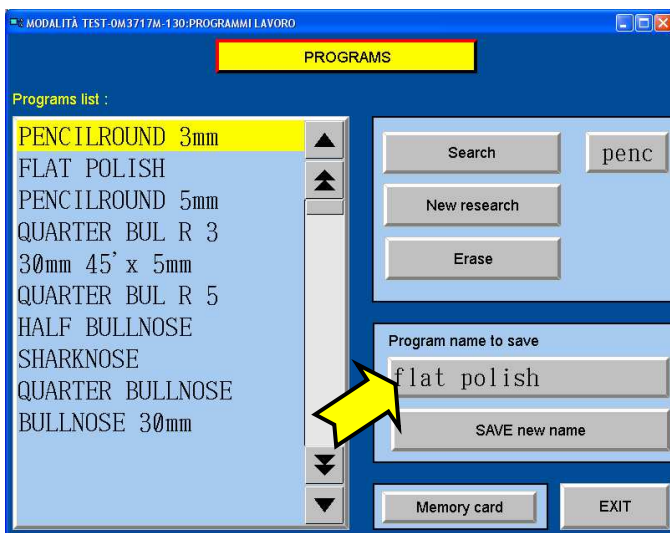 MODALITÀ TEST-0M3717M-130:PROGRAMMI LAVORO
PROGRAMS
Programs list :
PENCILROUND 3mm
FLAT POLISH
PENCILROUND 5mm
QUARTER BUL R 3
30mm 45'x 5mm
QUARTER BUL R 5
HALF BULLNOSE
SHARKNOSE
QUARTER BULLNOSE
BULLNOSE 30mm
Search
penc
New research
Erase
Program name to save
flat polish
SAVE new name
Memory card
EXIT